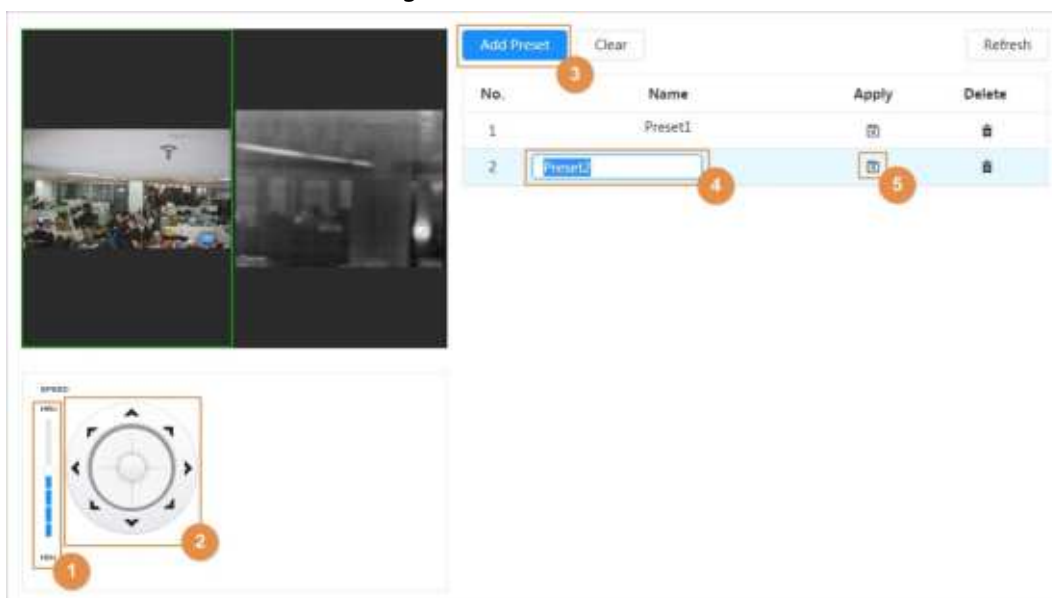 Add Preset Clear Refresh
3
No. Name Apply Delete
1 Preset1
2 Preset2
4
5
SPEED
2
1